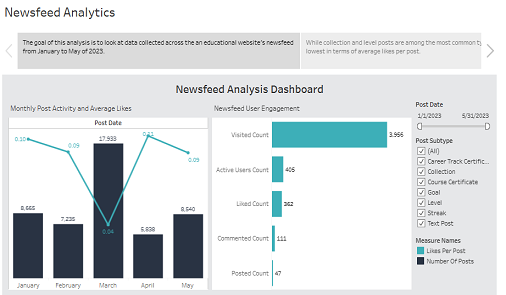 Newsfeed Analytics
The goal of this analysis is to look at data collected across the an educational website's newsfeed
from January to May of 2023.
While collection and level posts are among the most common ty
lowest in terms of average likes per post.
Newsfeed Analysis Dashboard
Monthly Post Activity and Average Likes
Post Date
0.10
0.09
17,933
0.04
0.09
8,665
7,235
5,838
8,540
January
February
March
April
May
Newsfeed User Engagement
Visited Count
3,956
Active Users Count
405
Liked Count
362
Commented Count
111
Posted Count
47
Post Date
1/1/2023
5/31/2023
Post Subtype
(All)
Career Track Certific...
Collection
Course Certificate
Goal
Level
Streak
Text Post
Measure Names
Likes Per Post
Number Of Posts